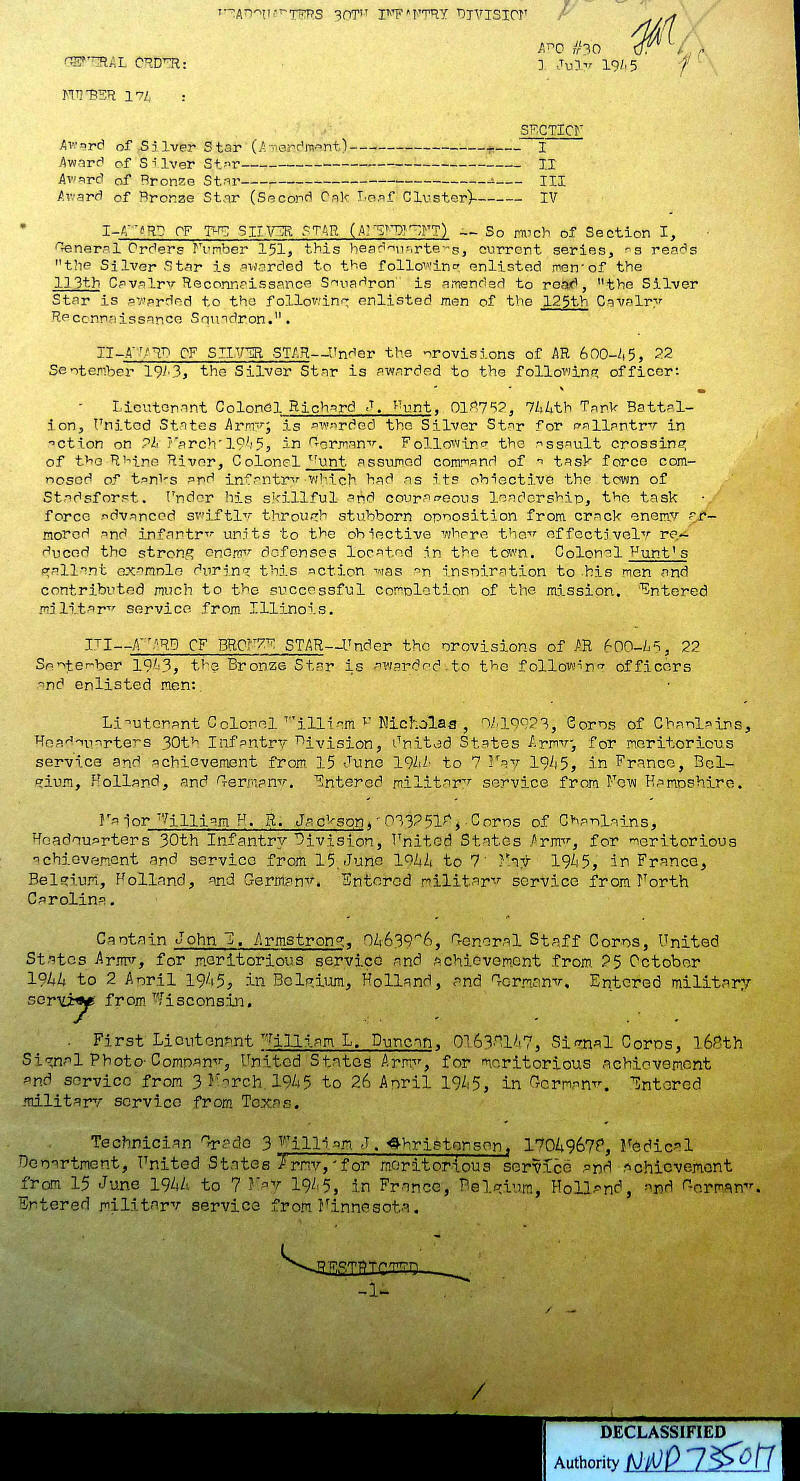 HEADQUARTERS 30TH INFANTRY DIVISION
APO #30
GENERAL ORDER:
1 July 1945
NUMBER 174 :
SECTION
Award of Silver Star (Amendment)-------------------- I
Award of Silver Star-------------------------------- II
Award of Bronze Star-------------------------------- III
Award of Bronze Star (Second Oak Leaf Cluster)------ IV
I-AWARD OF THE SILVER STAR (AMENDMENT) -- So much of Section I,
General Orders Number 151, this headquarters, current series, as reads
"the Silver Star is awarded to the following enlisted men of the
113th Cavalry Reconnaissance Squadron" is amended to read, "the Silver
Star is awarded to the following enlisted men of the 125th Cavalry
Reconnaissance Squadron.".
II-AWARD OF SILVER STAR--Under the provisions of AR 600-45, 22
September 1943, the Silver Star is awarded to the following officer:
Lieutenant Colonel Richard J. Hunt, 018752, 744th Tank Battal-
ion, United States Army, is awarded the Silver Star for gallantry in
action on 24 March 1945, in Germany. Following the assault crossing
of the Rhine River, Colonel Hunt assumed command of a task force com-
posed of tanks and infantry which had as its objective the town of
Stadsforst. Under his skillful and courageous leadership, the task
force advanced swiftly through stubborn opposition from crack enemy ar-
mored and infantry units to the objective where they effectively re-
duced the strong enemy defenses located in the town. Colonel Hunt's
gallant example during this action was an inspiration to his men and
contributed much to the successful completion of the mission. Entered
military service from Illinois.
III--AWARD OF BRONZE STAR--Under the provisions of AR 600-45, 22
September 1943, the Bronze Star is awarded to the following officers
and enlisted men:
Lieutenant Colonel William F Nicholas, 0419923, Corps of Chaplains,
Headquarters 30th Infantry Division, United States Army, for meritorious
service and achievement from 15 June 1944 to 7 May 1945, in France, Bel-
gium, Holland, and Germany. Entered military service from New Hampshire.
Major William H. R. Jackson, 0338518, Corps of Chaplains,
Headquarters 30th Infantry Division, United States Army, for meritorious
achievement and service from 15 June 1944 to 7 May 1945, in France,
Belgium, Holland, and Germany. Entered military service from North
Carolina.
Captain John Armstrong, General Staff Corps, United
States Army, for meritorious service and achievement from 25 October
1944 to 2 April 1945, in Belgium, Holland, and Germany. Entered military
service from Wisconsin.
First Lieutenant William L. Duncan, 01638147, Signal Corps, 168th
Signal Photo Company, United States Army, for meritorious achievement
and service from 3 March 1945 to 26 April 1945, in Germany. Entered
military service from Texas.
Technician Grade 3 William J. Christenson, 17049678, Medical
Department, United States Army, for meritorious service and achievement
from 15 June 1944 to 7 May 1945, in France, Belgium, Holland, and Germany.
Entered military service from Minnesota.
RESTRICTED
-1-
DECLASSIFIED
Authority NND 735017